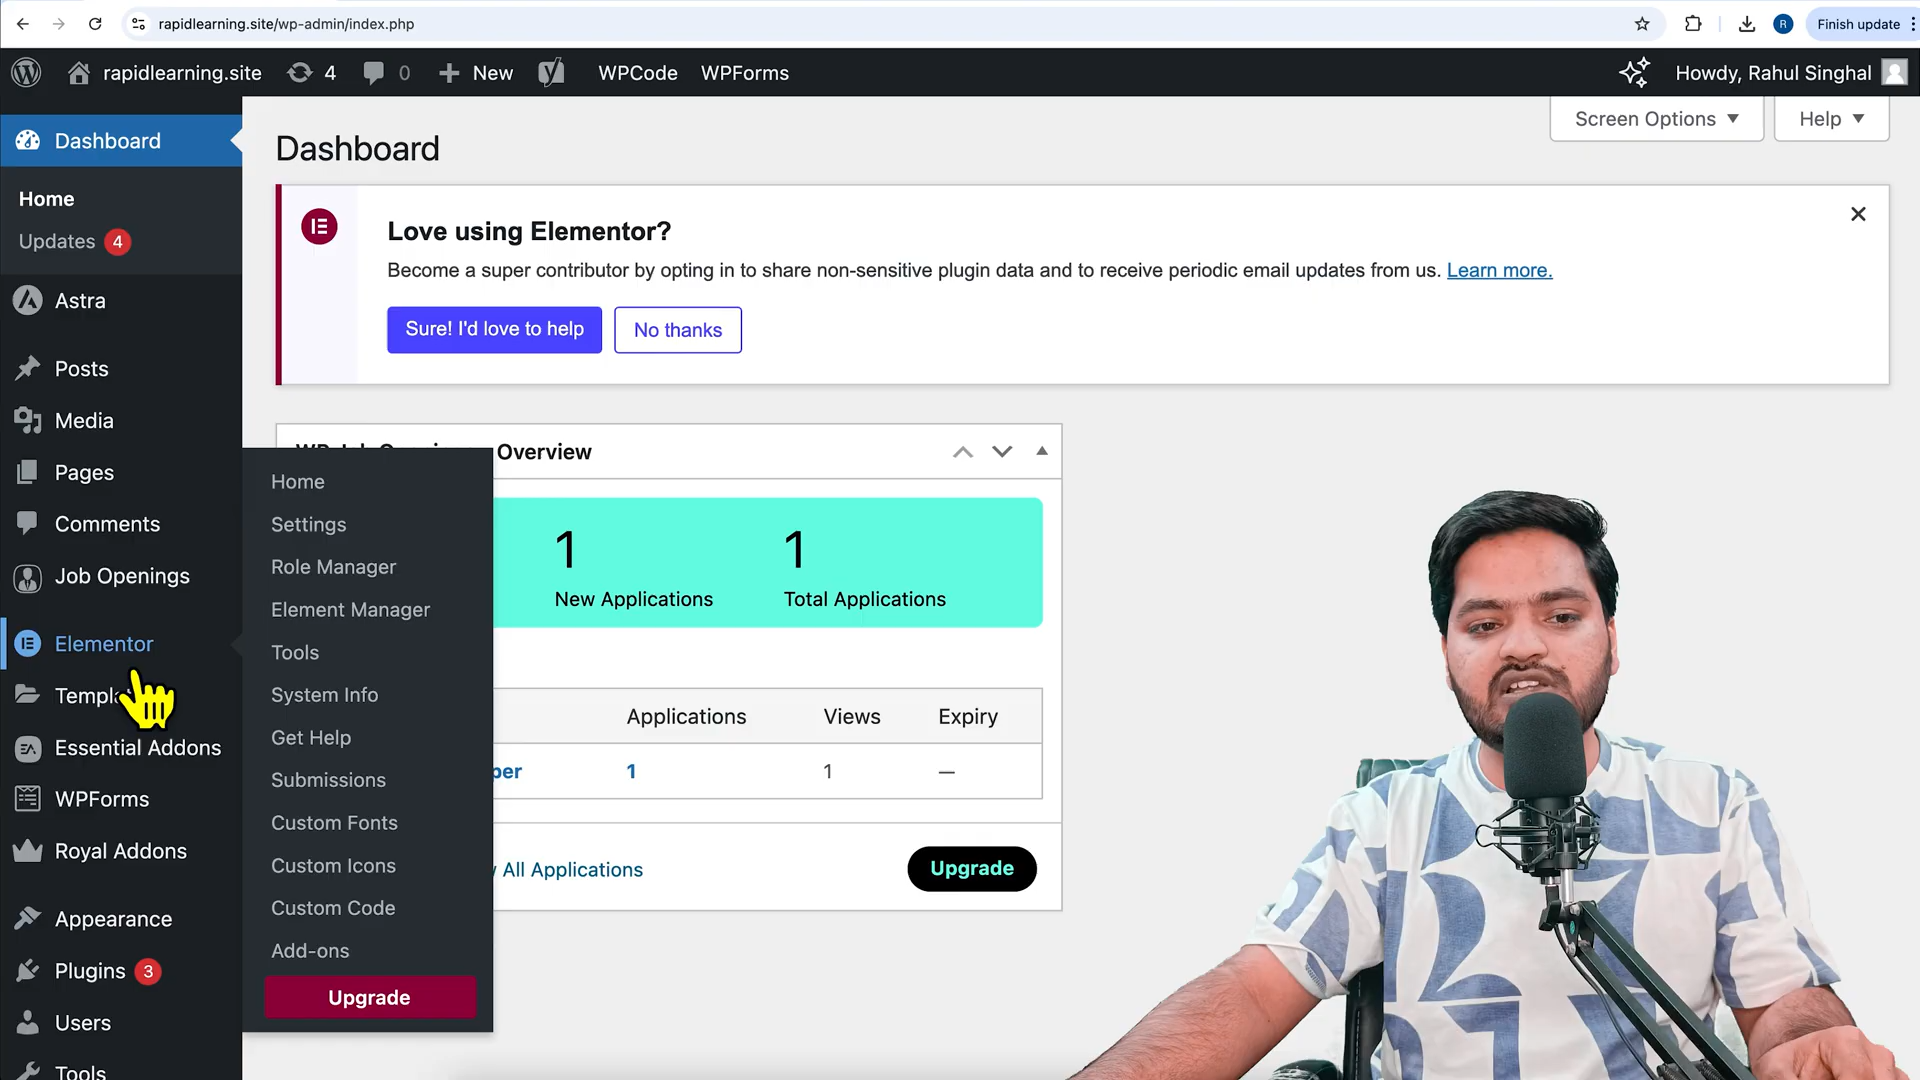 rapidlearning.site/wp-admin/index.php
R
Finish update
rapidlearning.site
4
0
New
WPCode
WPForms
Howdy, Rahul Singhal
Dashboard
Home
Updates 4
Astra
Posts
Media
Pages
Comments
Job Openings
Elementor
Essential Addons
WPForms
Royal Addons
Appearance
Plugins 3
Users
Tools
Screen Options
Help
Dashboard
Love using Elementor?
Become a super contributor by opting in to share non-sensitive plugin data and to receive periodic email updates from us. Learn more.
Sure! I'd love to help
No thanks
Overview
Home
Settings
Role Manager
Element Manager
Tools
System Info
Get Help
Submissions
Custom Fonts
Custom Icons
Custom Code
Add-ons
Upgrade
1
New Applications
1
Total Applications
Applications Views Expiry
per 1 1 —
All Applications
Upgrade